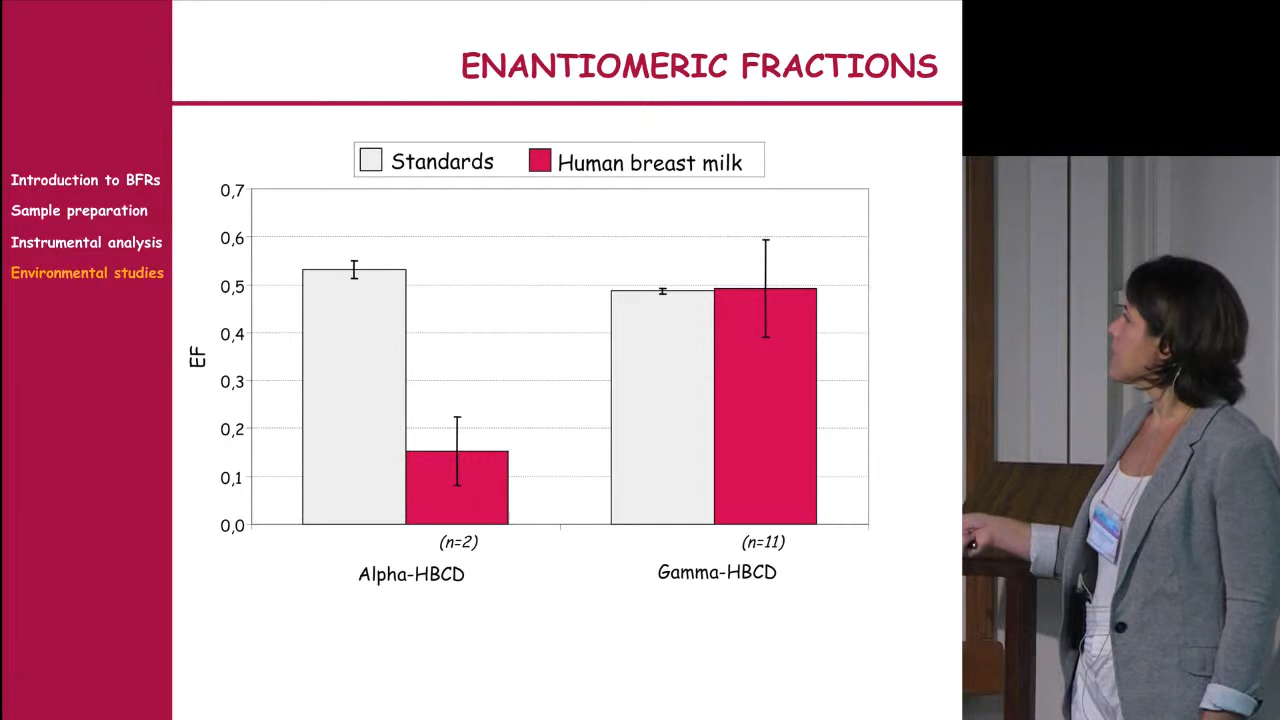 ENANTIOMERIC FRACTIONS
Introduction to BFRs
Sample preparation
Instrumental analysis
Environmental studies
Standards
Human breast milk
0,7
0,6
0,5
0,4
0,3
0,2
0,1
0,0
EF
(n=2)
(n=11)
Alpha-HBCD
Gamma-HBCD